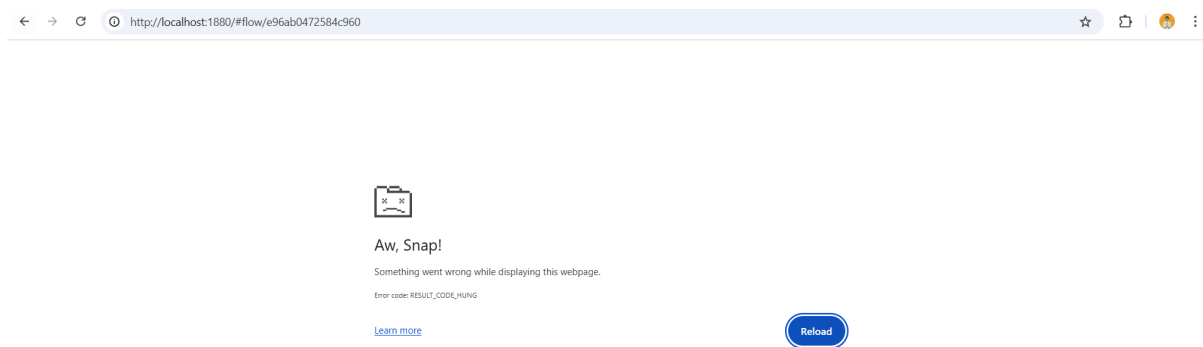 http://localhost:1880/#flow/e96ab0472584c960
Aw, Snap!
Something went wrong while displaying this webpage.
Error code: RESULT_CODE_HUNG
Learn more
Reload